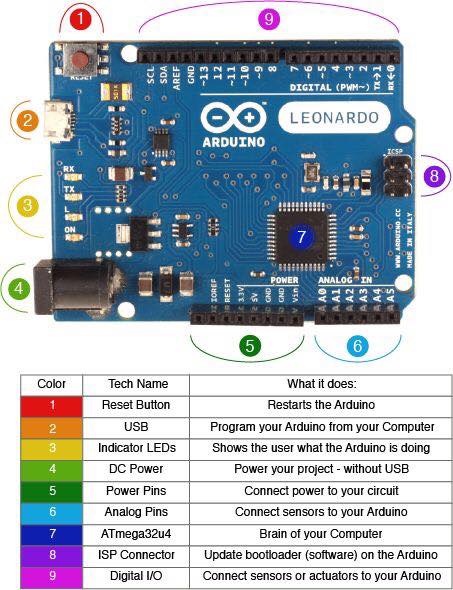 1
9
RESET
SCL
SDA
AREF
GND
~13
12
~11
~10
~9
8
7
~6
~5
4
~3
2
TX→1
RX←0
DIGITAL (PWM~)
2
ARDUINO
LEONARDO
ICSP
8
RX
TX
L
ON
3
7
WWW.ARDUINO.CC
MADE IN ITALY
4
POWER
ANALOG IN
IOREF
RESET
3.3V
5V
GND
GND
Vin
A0
A1
A2
A3
A4
A5
5
6
Color Tech Name What it does:
1 Reset Button Restarts the Arduino
2 USB Program your Arduino from your Computer
3 Indicator LEDs Shows the user what the Arduino is doing
4 DC Power Power your project - without USB
5 Power Pins Connect power to your circuit
6 Analog Pins Connect sensors to your Arduino
7 ATmega32u4 Brain of your Computer
8 ISP Connector Update bootloader (software) on the Arduino
9 Digital I/O Connect sensors or actuators to your Arduino